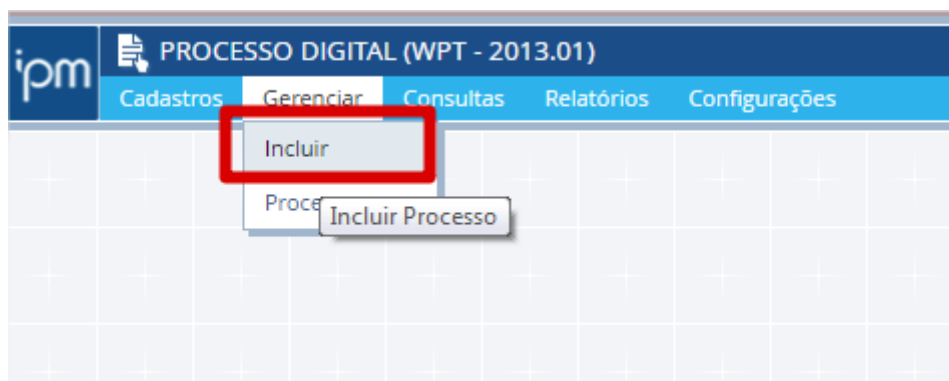 ipm
PROCESSO DIGITAL (WPT - 2013.01)
Cadastros Gerenciar Consultas Relatórios Configurações
Incluir
Proce
Incluir Processo